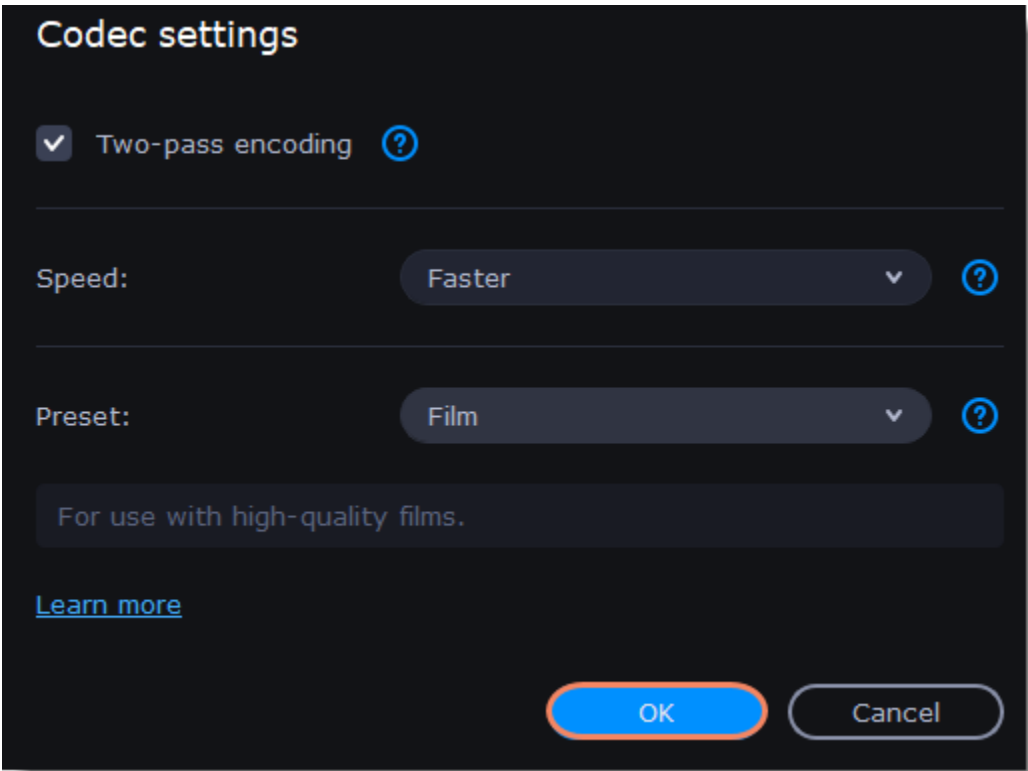 Codec settings
Two-pass encoding ?
Speed: Faster ?
Preset: Film ?
For use with high-quality films.
Learn more
OK Cancel